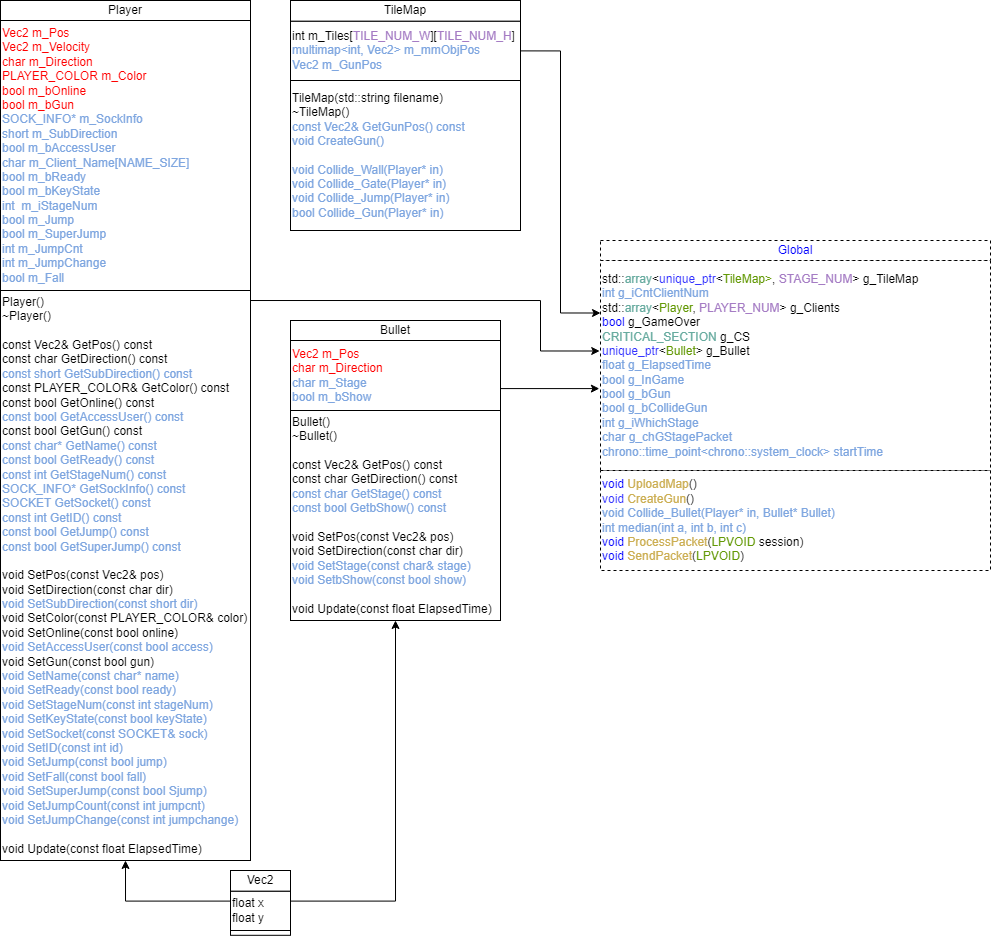 Player
Vec2 m_Pos
Vec2 m_Velocity
char m_Direction
PLAYER_COLOR m_Color
bool m_bOnline
bool m_bGun
SOCK_INFO* m_SockInfo
short m_SubDirection
bool m_bAccessUser
char m_Client_Name[NAME_SIZE]
bool m_bReady
bool m_bKeyState
int  m_iStageNum
bool m_Jump
bool m_SuperJump
int m_JumpCnt
int m_JumpChange
bool m_Fall
Player()
~Player()
const Vec2& GetPos() const
const char GetDirection() const
const short GetSubDirection() const
const PLAYER_COLOR& GetColor() const
const bool GetOnline() const
const bool GetAccessUser() const
const bool GetGun() const
const char* GetName() const
const bool GetReady() const
const int GetStageNum() const
SOCK_INFO* GetSockInfo() const
SOCKET GetSocket() const
const int GetID() const
const bool GetJump() const
const bool GetSuperJump() const
void SetPos(const Vec2& pos)
void SetDirection(const char dir)
void SetSubDirection(const short dir)
void SetColor(const PLAYER_COLOR& color)
void SetOnline(const bool online)
void SetAccessUser(const bool access)
void SetGun(const bool gun)
void SetName(const char* name)
void SetReady(const bool ready)
void SetStageNum(const int stageNum)
void SetKeyState(const bool keyState)
void SetSocket(const SOCKET& sock)
void SetID(const int id)
void SetJump(const bool jump)
void SetFall(const bool fall)
void SetSuperJump(const bool Sjump)
void SetJumpCount(const int jumpcnt)
void SetJumpChange(const int jumpchange)
void Update(const float ElapsedTime)
TileMap
int m_Tiles[TILE_NUM_W][TILE_NUM_H]
multimap<int, Vec2> m_mmObjPos
Vec2 m_GunPos
TileMap(std::string filename)
~TileMap()
const Vec2& GetGunPos() const
void CreateGun()
void Collide_Wall(Player* in)
void Collide_Gate(Player* in)
void Collide_Jump(Player* in)
bool Collide_Gun(Player* in)
Bullet
Vec2 m_Pos
char m_Direction
char m_Stage
bool m_bShow
Bullet()
~Bullet()
const Vec2& GetPos() const
const char GetDirection() const
const char GetStage() const
const bool GetbShow() const
void SetPos(const Vec2& pos)
void SetDirection(const char dir)
void SetStage(const char& stage)
void SetbShow(const bool show)
void Update(const float ElapsedTime)
Vec2
float x
float y
Global
std::array<unique_ptr<TileMap>, STAGE_NUM> g_TileMap
int g_iCntClientNum
std::array<Player, PLAYER_NUM> g_Clients
bool g_GameOver
CRITICAL_SECTION g_CS
unique_ptr<Bullet> g_Bullet
float g_ElapsedTime
bool g_InGame
bool g_bGun
bool g_bCollideGun
int g_iWhichStage
char g_chGStagePacket
chrono::time_point<chrono::system_clock> startTime
void UploadMap()
void CreateGun()
void Collide_Bullet(Player* in, Bullet* Bullet)
int median(int a, int b, int c)
void ProcessPacket(LPVOID session)
void SendPacket(LPVOID)